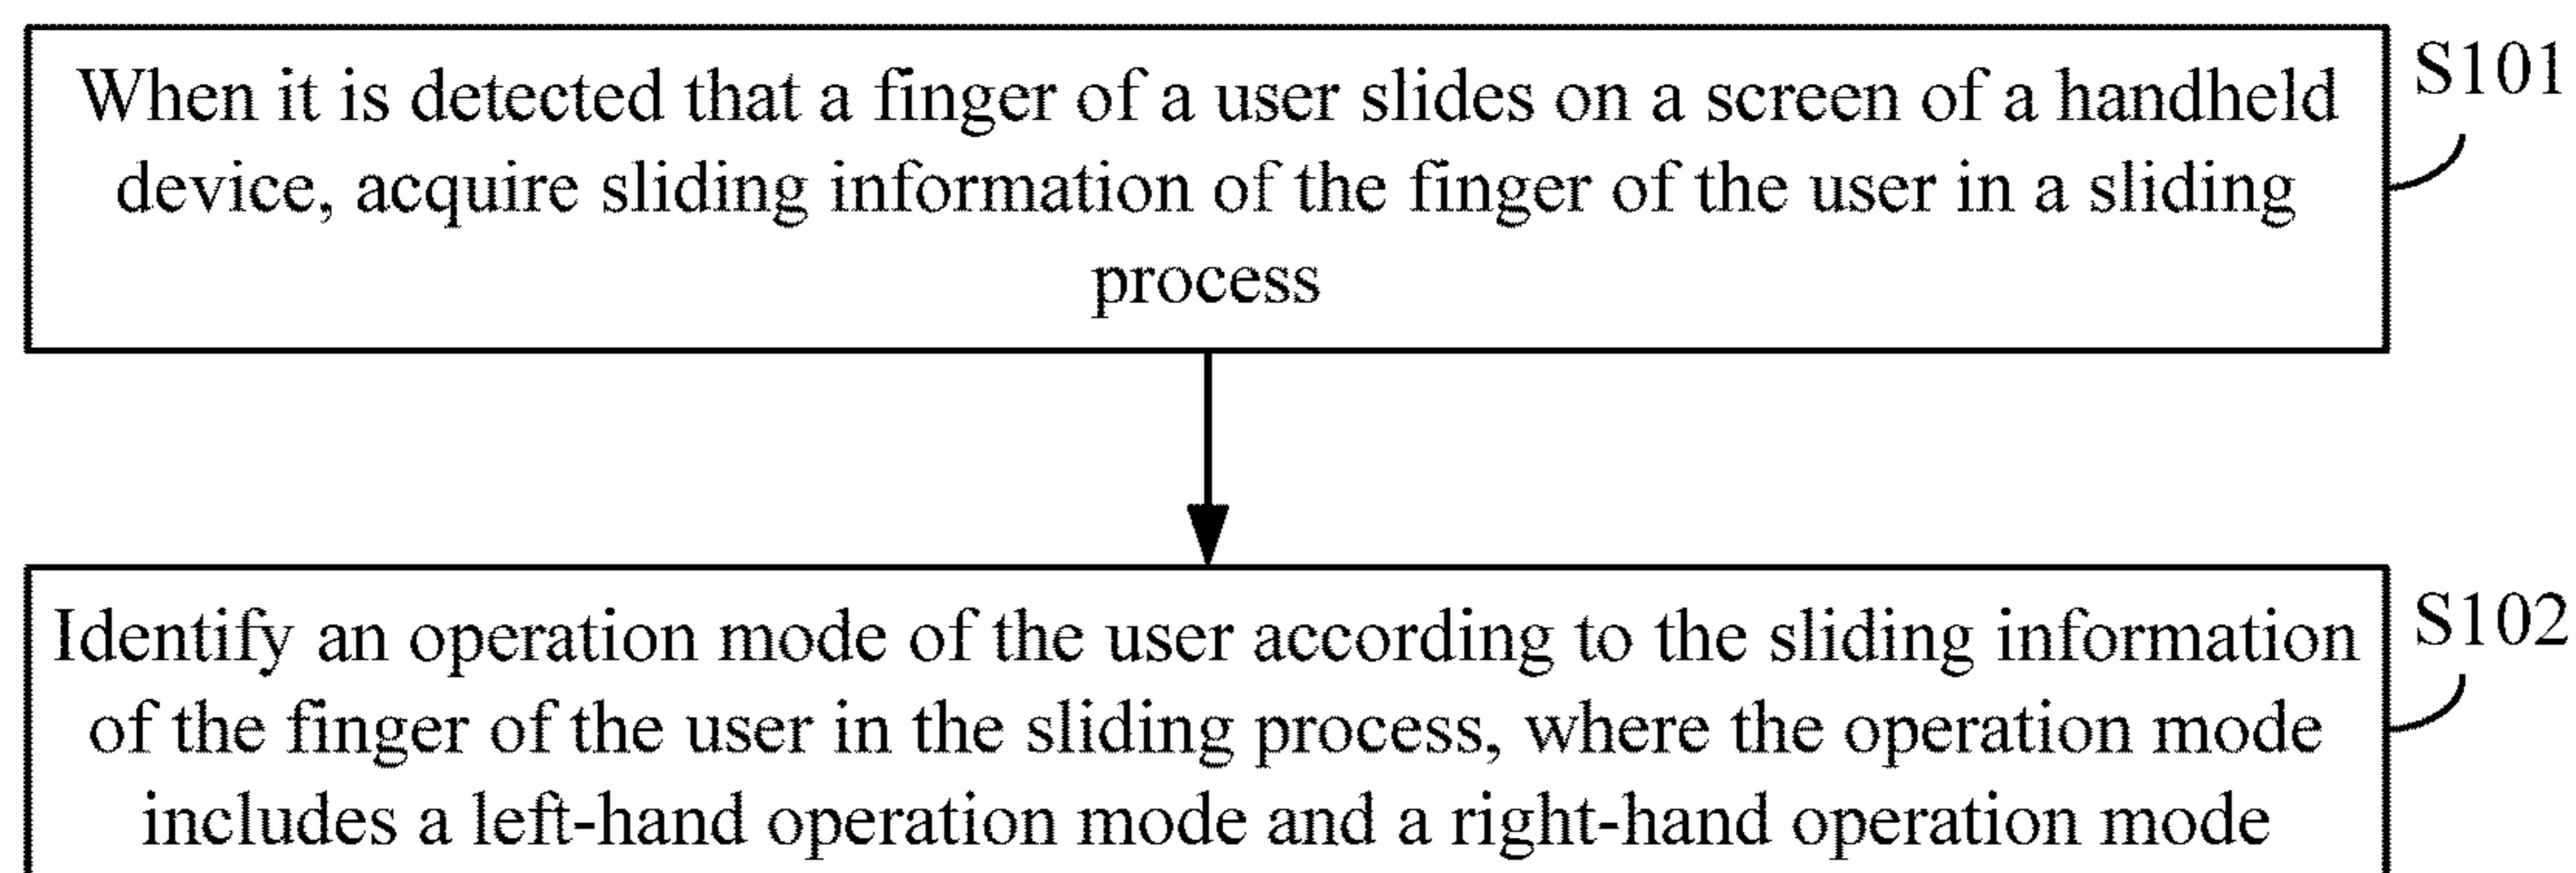 When it is detected that a finger of a user slides on a screen of a handheld
device, acquire sliding information of the finger of the user in a sliding
process
S101
Identify an operation mode of the user according to the sliding information
of the finger of the user in the sliding process, where the operation mode
includes a left-hand operation mode and a right-hand operation mode
S102